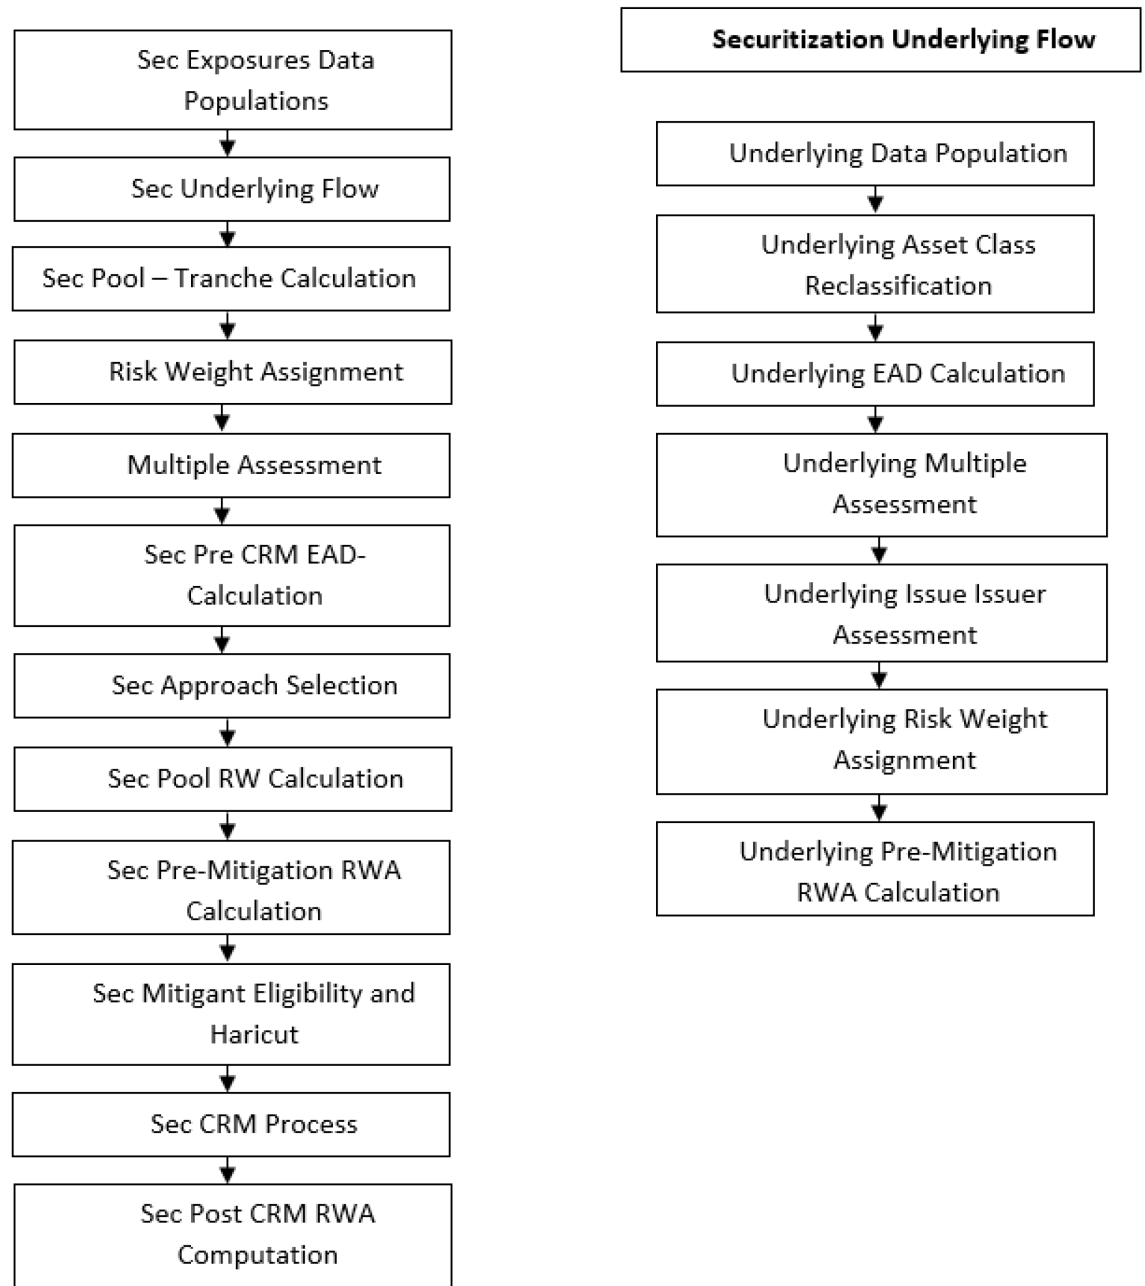 Sec Exposures Data
Populations
Sec Underlying Flow
Sec Pool – Tranche Calculation
Risk Weight Assignment
Multiple Assessment
Sec Pre CRM EAD-
Calculation
Sec Approach Selection
Sec Pool RW Calculation
Sec Pre-Mitigation RWA
Calculation
Sec Mitigant Eligibility and
Haricut
Sec CRM Process
Sec Post CRM RWA
Computation
Securitization Underlying Flow
Underlying Data Population
Underlying Asset Class
Reclassification
Underlying EAD Calculation
Underlying Multiple
Assessment
Underlying Issue Issuer
Assessment
Underlying Risk Weight
Assignment
Underlying Pre-Mitigation
RWA Calculation